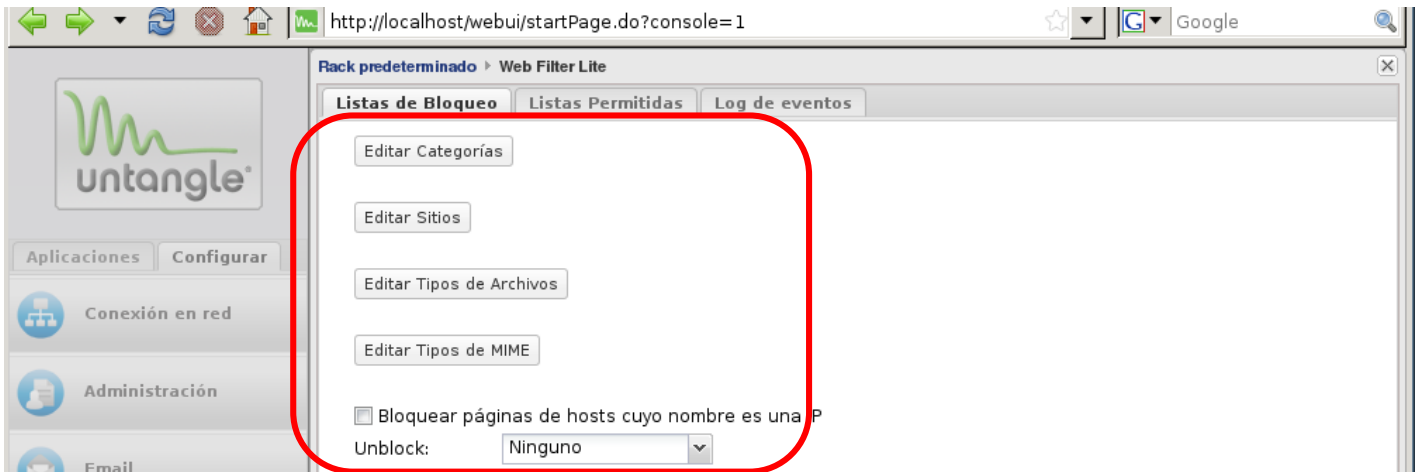 http://localhost/webui/startPage.do?console=1
G Google
Rack predeterminado Web Filter Lite
Listas de Bloqueo Listas Permitidas Log de eventos
untangle
Editar Categorías
Editar Sitios
Aplicaciones Configurar
Editar Tipos de Archivos
Conexión en red
Editar Tipos de MIME
Administración
Bloquear páginas de hosts cuyo nombre es una P
Unblock: Ninguno
Email